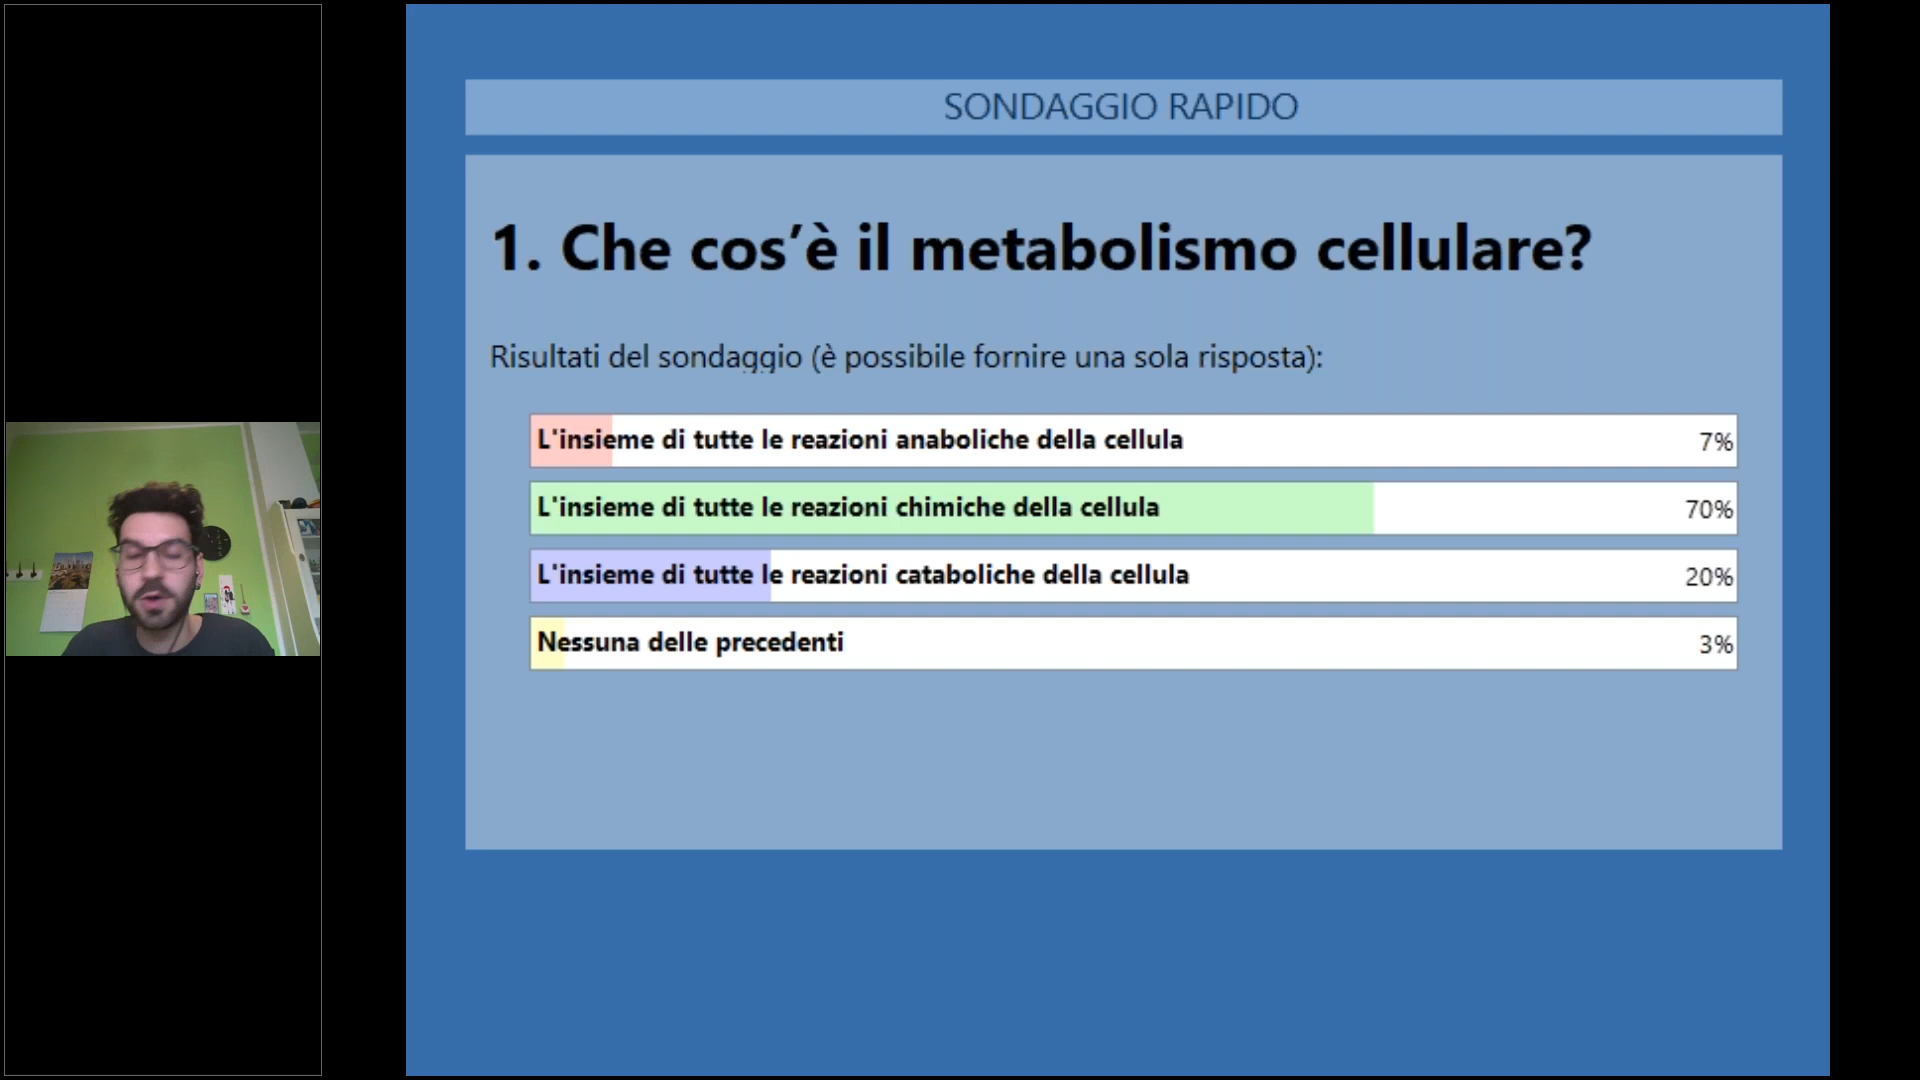 SONDAGGIO RAPIDO
1. Che cos’è il metabolismo cellulare?
Risultati del sondaggio (è possibile fornire una sola risposta):
L'insieme di tutte le reazioni anaboliche della cellula 7%
L'insieme di tutte le reazioni chimiche della cellula 70%
L'insieme di tutte le reazioni cataboliche della cellula 20%
Nessuna delle precedenti 3%